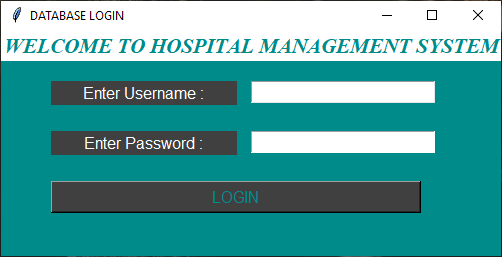 DATABASE LOGIN
WELCOME TO HOSPITAL MANAGEMENT SYSTEM
Enter Username :
Enter Password :
LOGIN